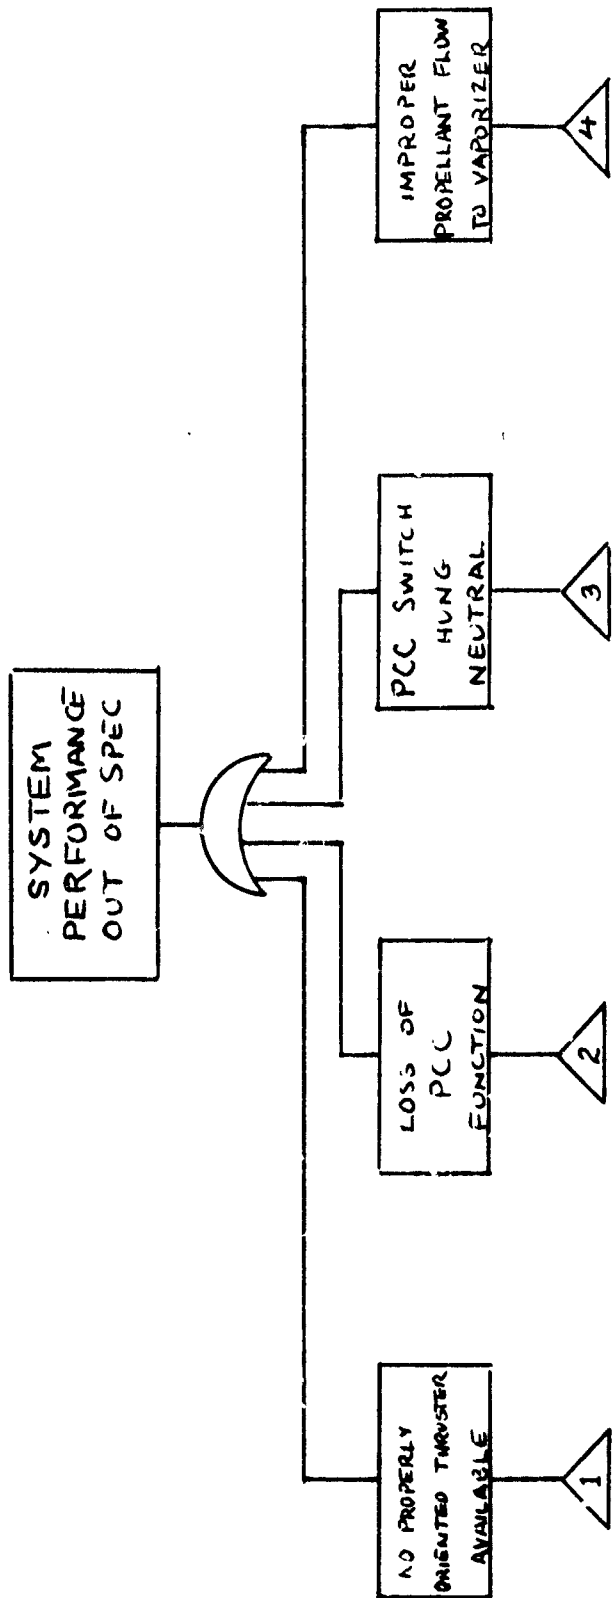 SYSTEM
PERFORMANCE
OUT OF SPEC
NO PROPERLY
ORIENTED THRUSTER
AVAILABLE
1
LOSS OF
PCC
FUNCTION
2
PCC SWITCH
HUNG
NEUTRAL
3
IMPROPER
PROPELLANT FLOW
TO VAPORIZER
4